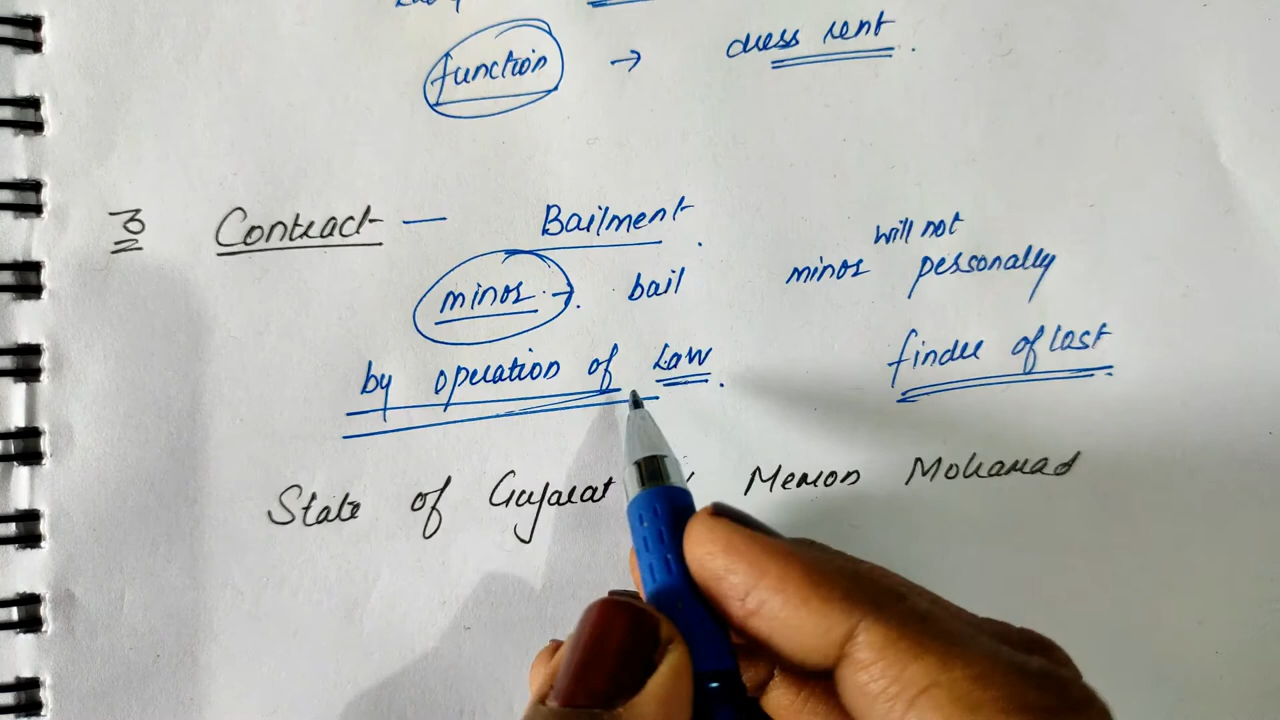 function → dress rent.
3 Contract — Bailment.
minor →. bail
will not
minor personally
by operation of Law.
finder of lost
State of Gujarat Memon Mohamad